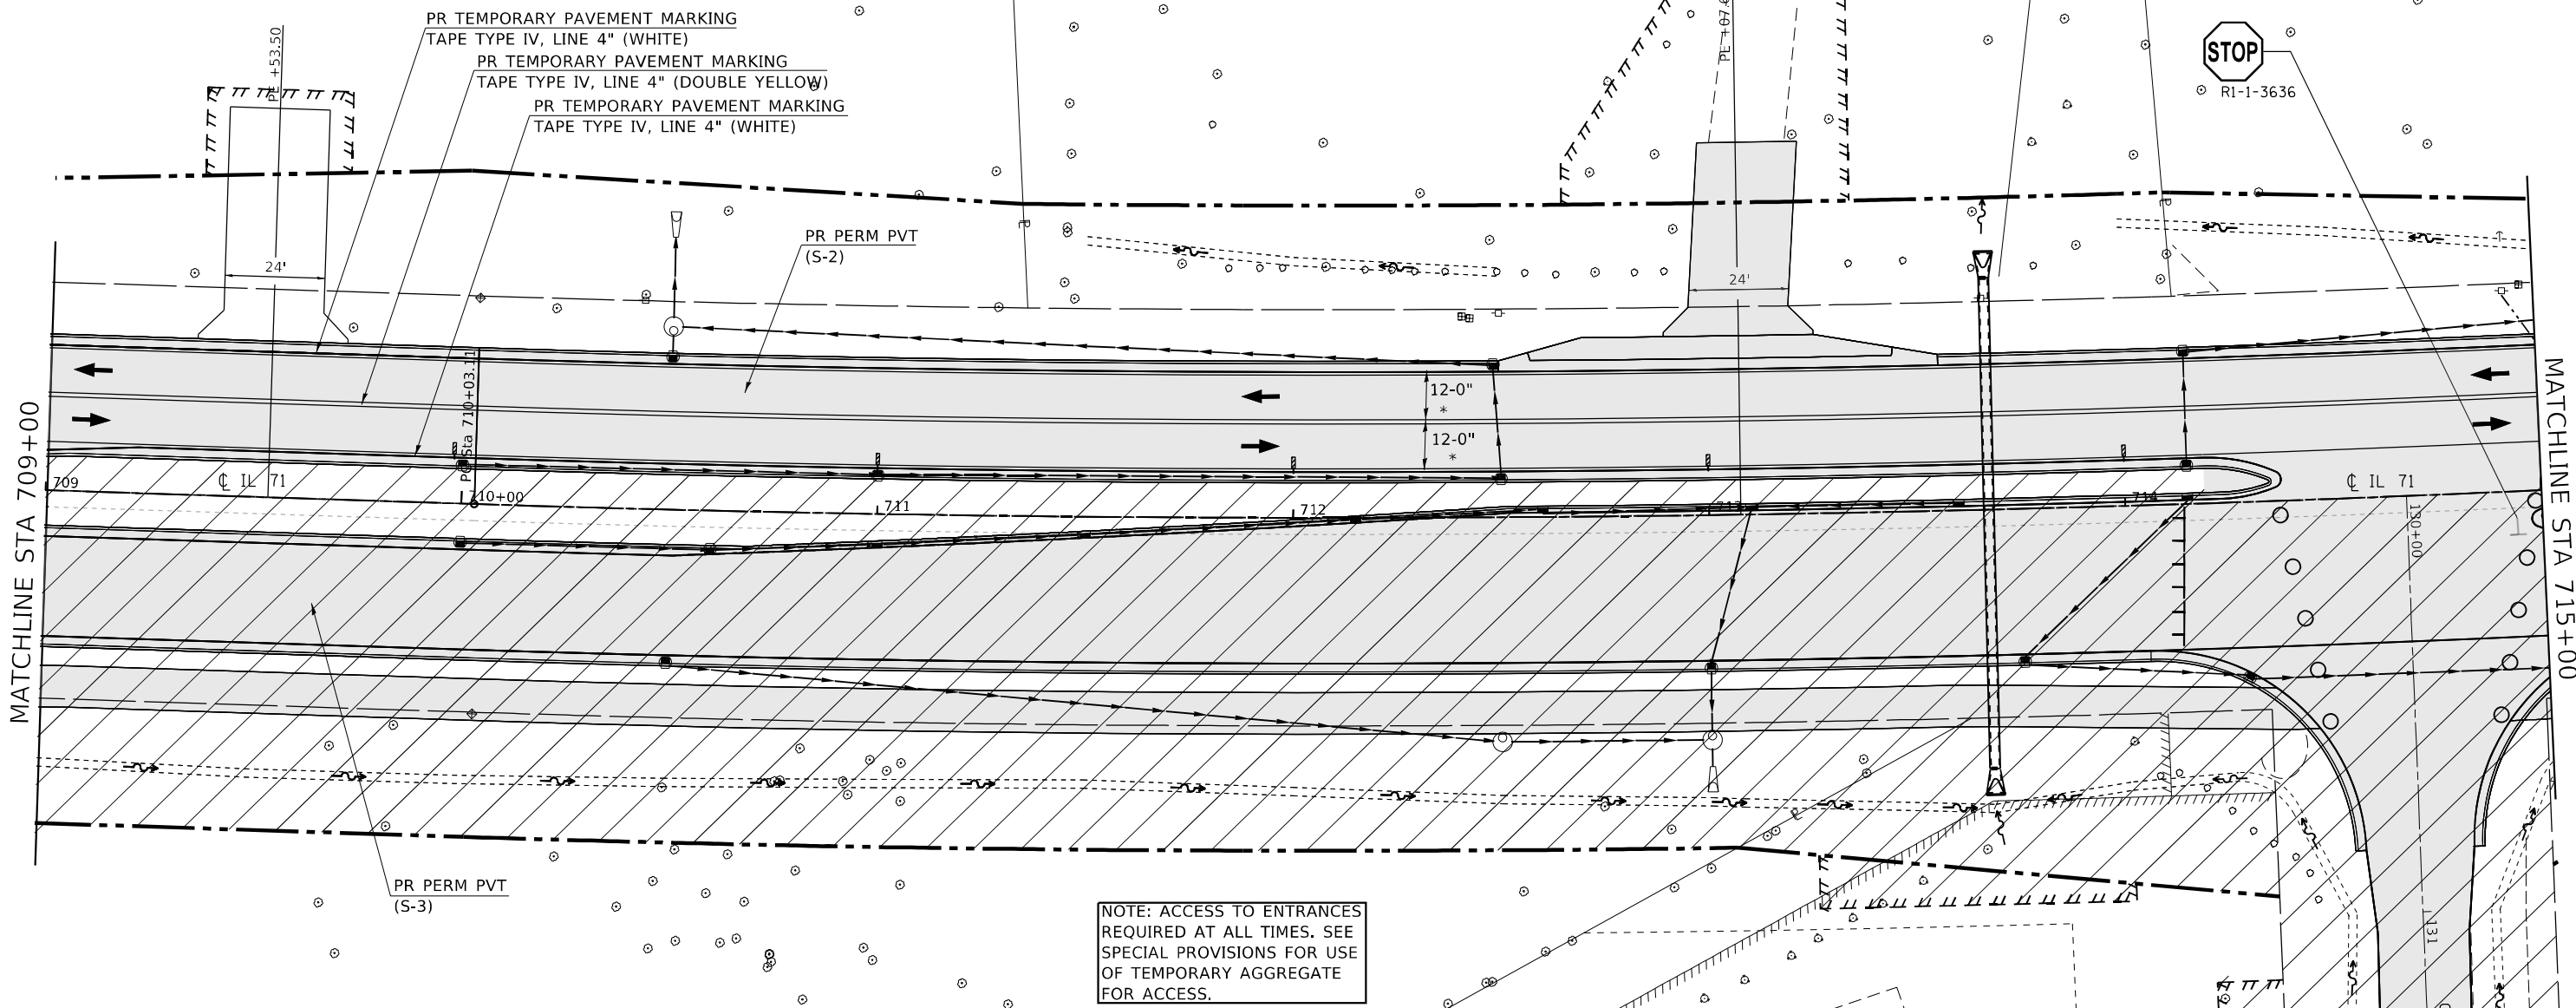 PR TEMPORARY PAVEMENT MARKING
TAPE TYPE IV, LINE 4" (WHITE)
PR TEMPORARY PAVEMENT MARKING
TAPE TYPE IV, LINE 4" (DOUBLE YELLOW)
PR TEMPORARY PAVEMENT MARKING
TAPE TYPE IV, LINE 4" (WHITE)
PE +53.50
24'
PR PERM PVT
(S-2)
PE +07.
24'
STOP
R1-1-3636
12-0"
*
12-0"
*
PC Sta 710+03.11
MATCHLINE STA 709+00
MATCHLINE STA 715+00
709
℄ IL 71
710+00
711
712
713
714
℄ IL 71
130+00
131
PR PERM PVT
(S-3)
NOTE: ACCESS TO ENTRANCES
REQUIRED AT ALL TIMES. SEE
SPECIAL PROVISIONS FOR USE
OF TEMPORARY AGGREGATE
FOR ACCESS.